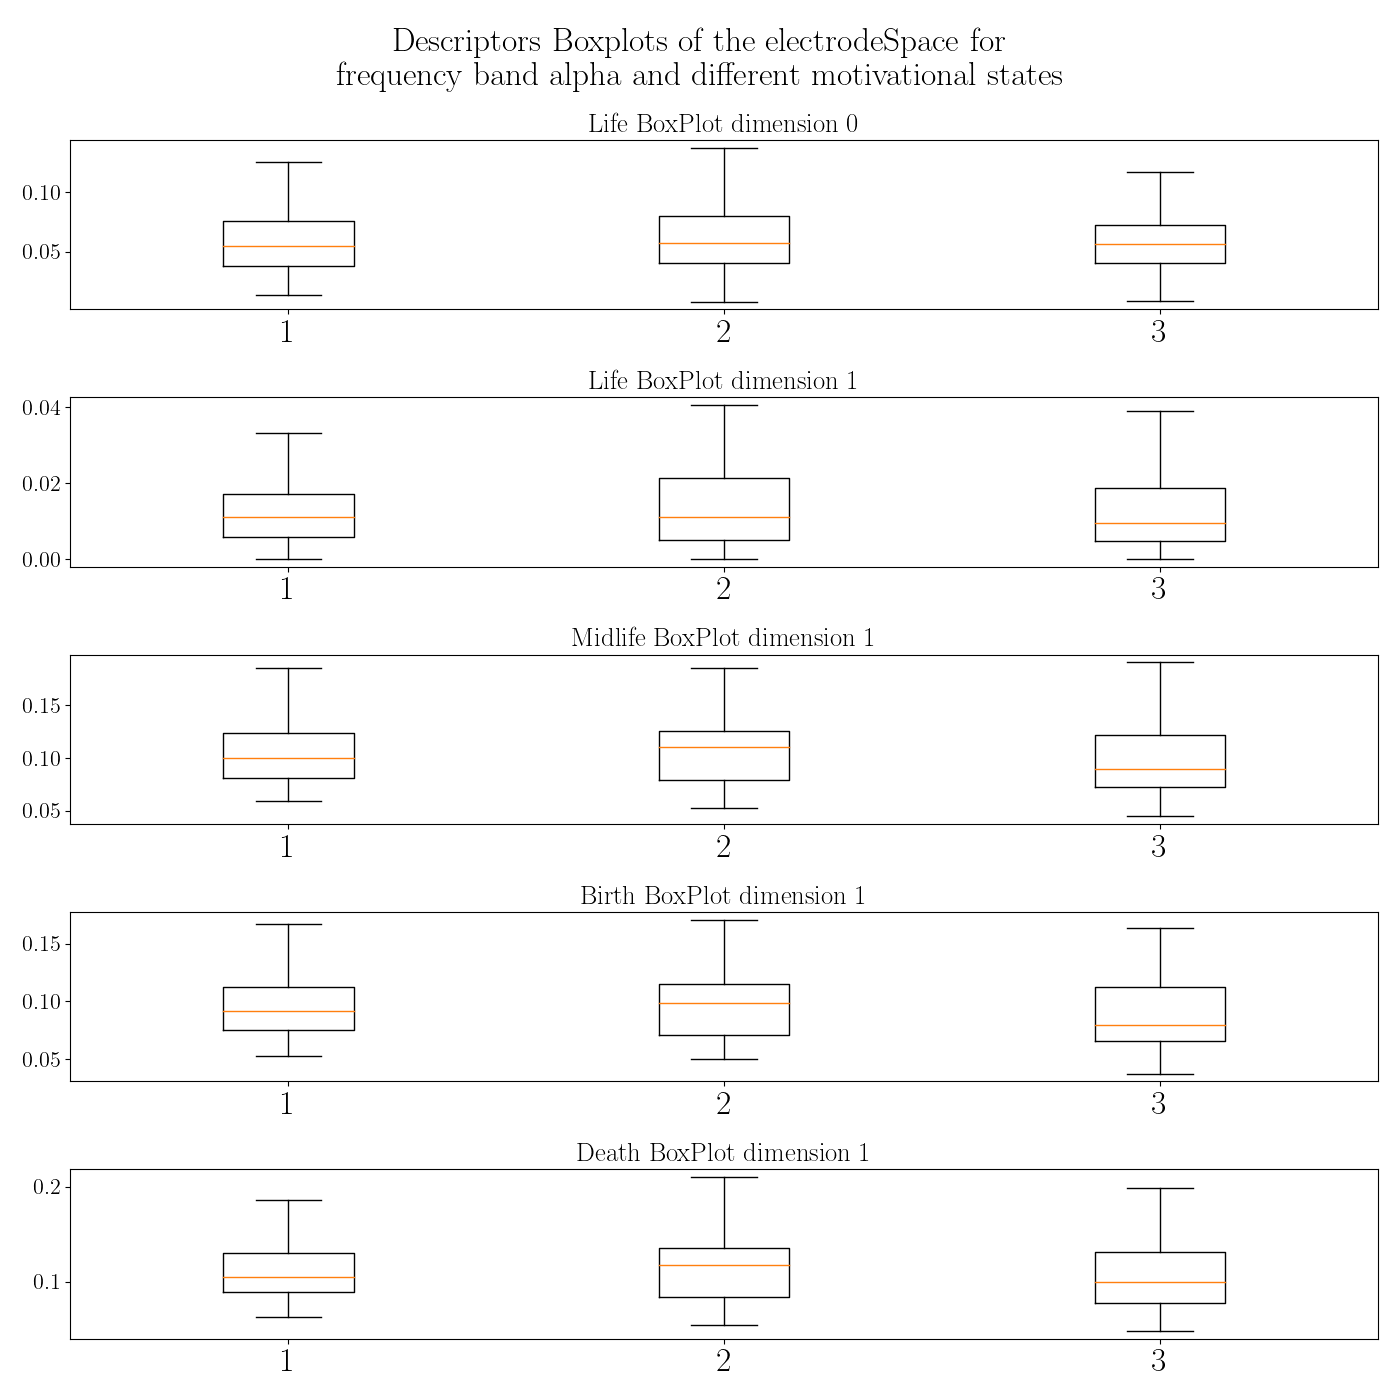 Descriptors Boxplots of the electrodeSpace for
frequency band alpha and different motivational states
Life BoxPlot dimension 0
0.10
0.05
1 2 3
Life BoxPlot dimension 1
0.04
0.02
0.00
1 2 3
Midlife BoxPlot dimension 1
0.15
0.10
0.05
1 2 3
Birth BoxPlot dimension 1
0.15
0.10
0.05
1 2 3
Death BoxPlot dimension 1
0.2
0.1
1 2 3